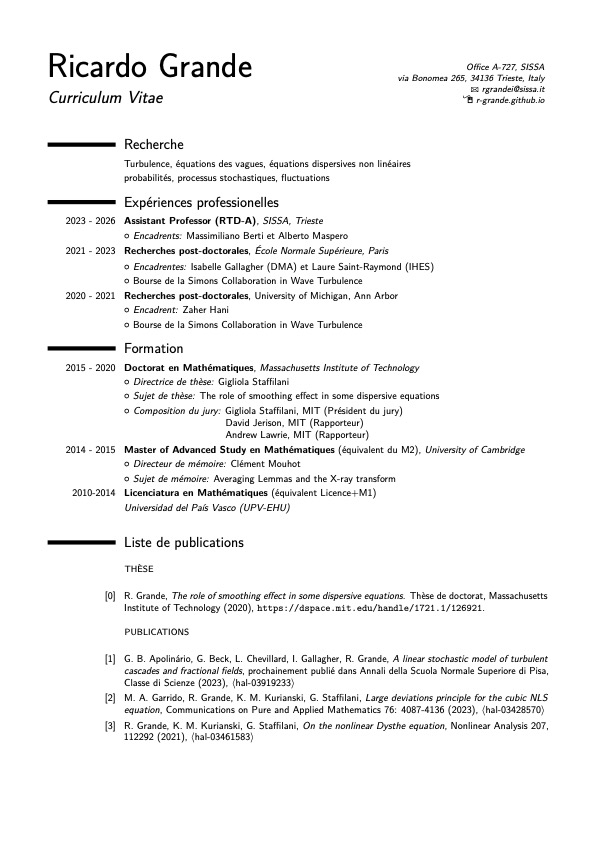 Ricardo Grande
Curriculum Vitae
Office A-727, SISSA
via Bonomea 265, 34136 Trieste, Italy
✉ rgrandei@sissa.it
r-grande.github.io
Recherche
Turbulence, équations des vagues, équations dispersives non linéaires
probabilités, processus stochastiques, fluctuations
Expériences professionelles
2023 - 2026 Assistant Professor (RTD-A), SISSA, Trieste
○ Encadrents: Massimiliano Berti et Alberto Maspero
2021 - 2023 Recherches post-doctorales, École Normale Supérieure, Paris
○ Encadrentes: Isabelle Gallagher (DMA) et Laure Saint-Raymond (IHES)
○ Bourse de la Simons Collaboration in Wave Turbulence
2020 - 2021 Recherches post-doctorales, University of Michigan, Ann Arbor
○ Encadrent: Zaher Hani
○ Bourse de la Simons Collaboration in Wave Turbulence
Formation
2015 - 2020 Doctorat en Mathématiques, Massachusetts Institute of Technology
○ Directrice de thèse: Gigliola Staffilani
○ Sujet de thèse: The role of smoothing effect in some dispersive equations
○ Composition du jury: Gigliola Staffilani, MIT (Président du jury)
David Jerison, MIT (Rapporteur)
Andrew Lawrie, MIT (Rapporteur)
2014 - 2015 Master of Advanced Study en Mathématiques (équivalent du M2), University of Cambridge
○ Directeur de mémoire: Clément Mouhot
○ Sujet de mémoire: Averaging Lemmas and the X-ray transform
2010-2014 Licenciatura en Mathématiques (équivalent Licence+M1)
Universidad del País Vasco (UPV-EHU)
Liste de publications
THÈSE
[0] R. Grande, The role of smoothing effect in some dispersive equations. Thèse de doctorat, Massachusetts
Institute of Technology (2020), https://dspace.mit.edu/handle/1721.1/126921.
PUBLICATIONS
[1] G. B. Apolinário, G. Beck, L. Chevillard, I. Gallagher, R. Grande, A linear stochastic model of turbulent
cascades and fractional fields, prochainement publié dans Annali della Scuola Normale Superiore di Pisa,
Classe di Scienze (2023), ⟨hal-03919233⟩
[2] M. A. Garrido, R. Grande, K. M. Kurianski, G. Staffilani, Large deviations principle for the cubic NLS
equation, Communications on Pure and Applied Mathematics 76: 4087-4136 (2023), ⟨hal-03428570⟩
[3] R. Grande, K. M. Kurianski, G. Staffilani, On the nonlinear Dysthe equation, Nonlinear Analysis 207,
112292 (2021), ⟨hal-03461583⟩